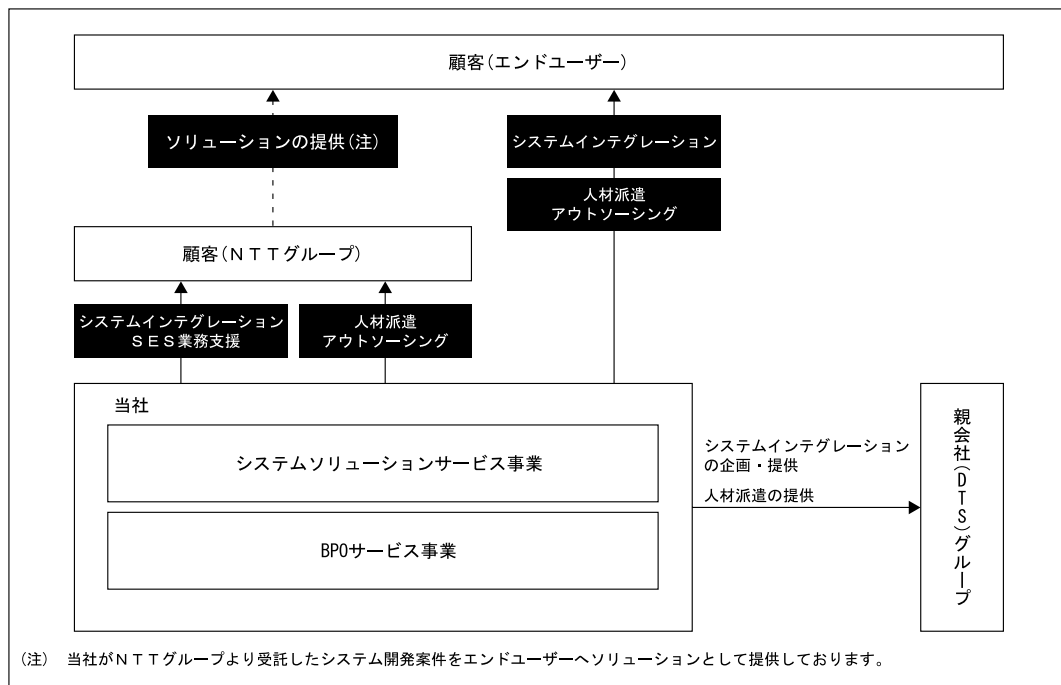 顧客(エンドユーザー)
ソリューションの提供(注)
システムインテグレーション
人材派遣
アウトソーシング
顧客(NTTグループ)
システムインテグレーション
SES業務支援
人材派遣
アウトソーシング
当社
システムソリューションサービス事業
BPOサービス事業
システムインテグレーション
の企画・提供
人材派遣の提供
親会社(DTS)グループ
(注) 当社がNTTグループより受託したシステム開発案件をエンドユーザーへソリューションとして提供しております。